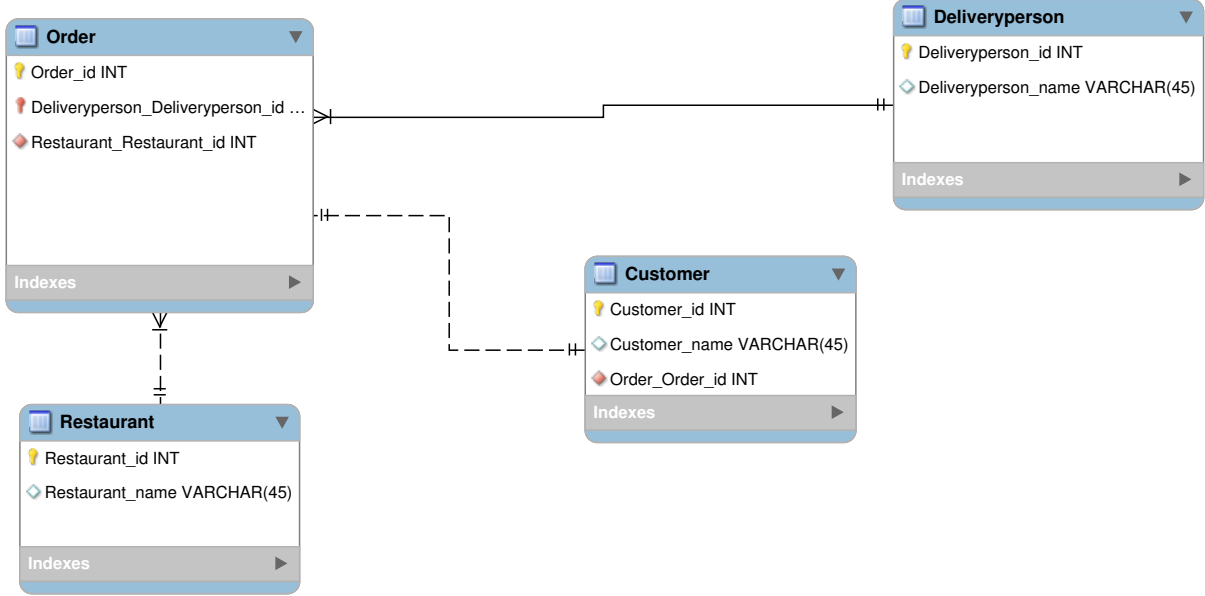 Order
Order_id INT
Deliveryperson_Deliveryperson_id ...
Restaurant_Restaurant_id INT
Indexes
Deliveryperson
Deliveryperson_id INT
Deliveryperson_name VARCHAR(45)
Indexes
Customer
Customer_id INT
Customer_name VARCHAR(45)
Order_Order_id INT
Indexes
Restaurant
Restaurant_id INT
Restaurant_name VARCHAR(45)
Indexes